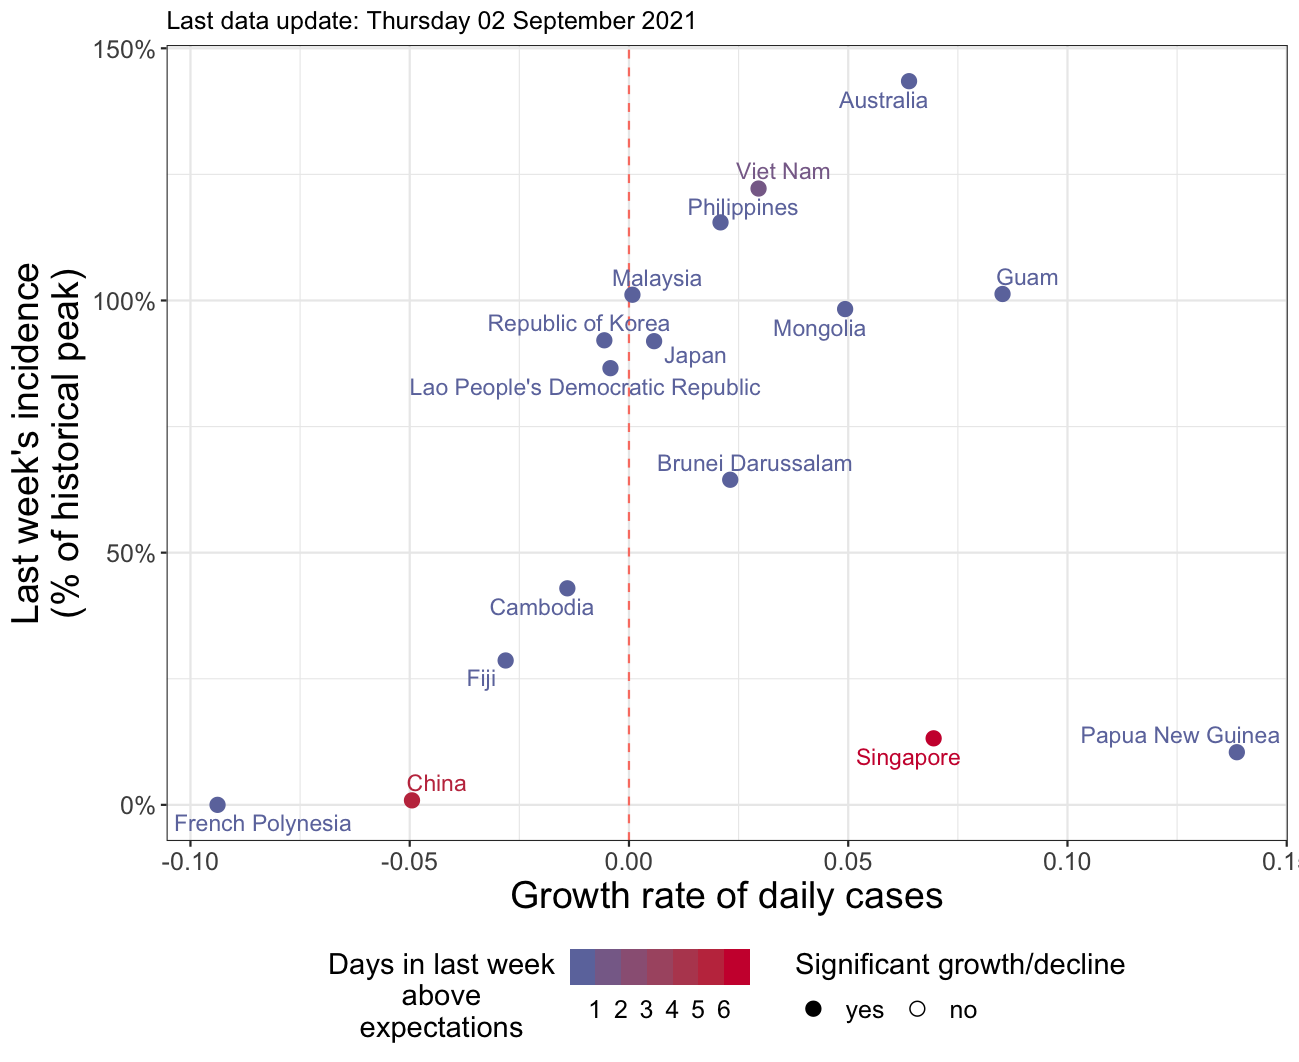 Last data update: Thursday 02 September 2021
150%
Australia
Viet Nam
Philippines
Malaysia
Guam
100%
Mongolia
Republic of Korea
Japan
Lao People's Democratic Republic
Brunei Darussalam
50%
Cambodia
Fiji
Papua New Guinea
Singapore
China
0%
French Polynesia
Last week's incidence
(% of historical peak)
-0.10 -0.05 0.00 0.05 0.10 0.1
Growth rate of daily cases
Days in last week
above
expectations
1 2 3 4 5 6
Significant growth/decline
yes no